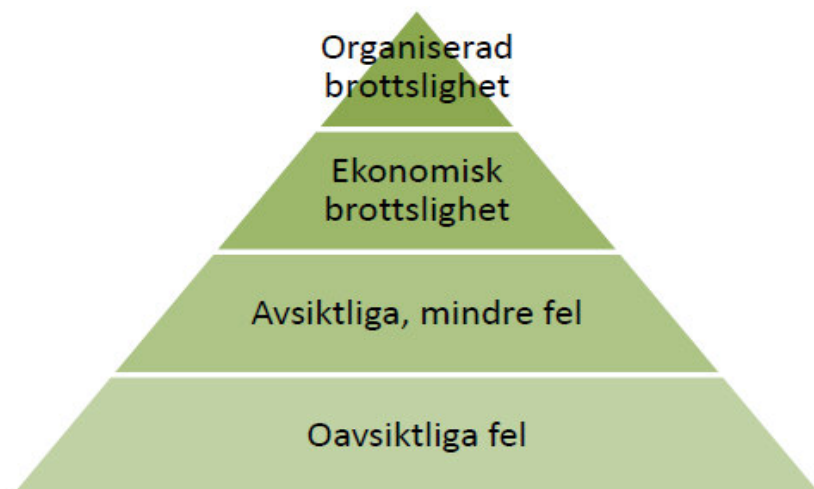 Organiserad
brottslighet
Ekonomisk
brottslighet
Avsiktliga, mindre fel
Oavsiktliga fel